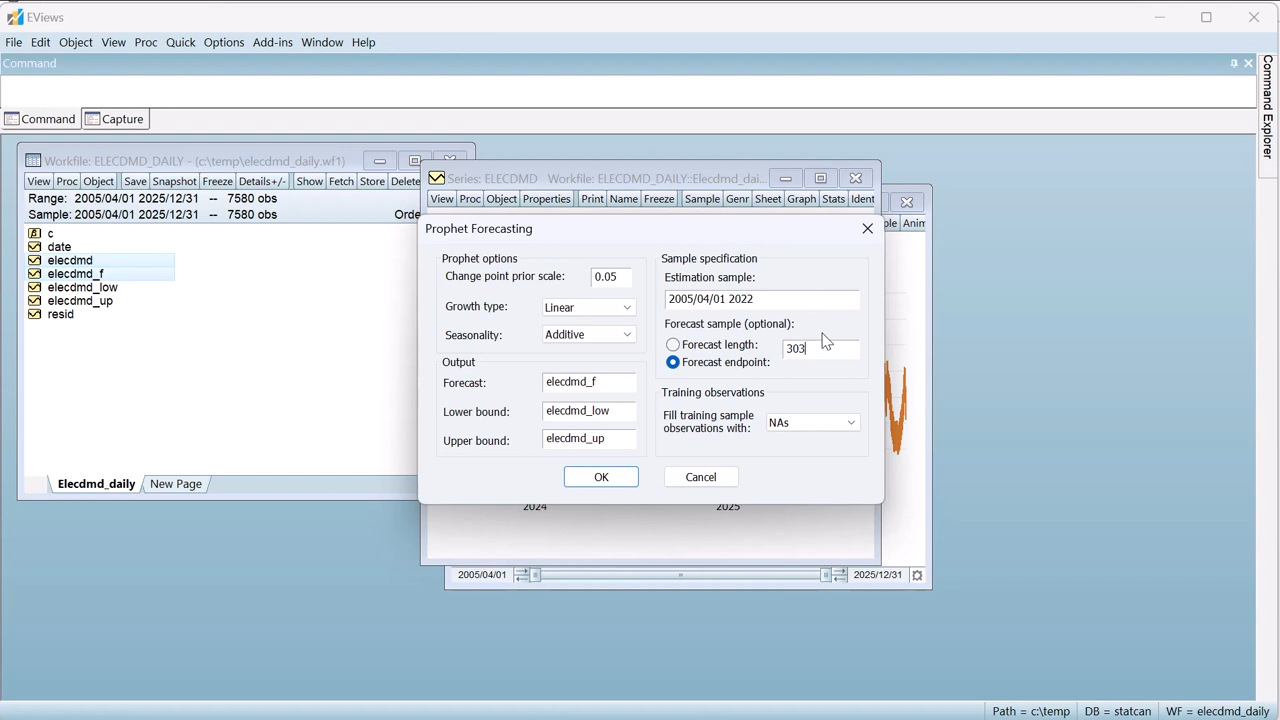 EViews
File Edit Object View Proc Quick Options Add-ins Window Help
Command
Command Capture
Command Explorer
Workfile: ELECDMD_DAILY - (c:\temp\elecdmd_daily.wf1)
View Proc Object Save Snapshot Freeze Details+/- Show Fetch Store Delete
Range: 2005/04/01 2025/12/31 -- 7580 obs
Sample: 2005/04/01 2025/12/31 -- 7580 obs
c
date
elecdmd
elecdmd_f
elecdmd_low
elecdmd_up
resid
Elecdmd_daily New Page
Series: ELECDMD Workfile: ELECDMD_DAILY::Elecdmd_dai...
View Proc Object Properties Print Name Freeze Sample Genr Sheet Graph Stats Ident
Prophet Forecasting
Prophet options
Change point prior scale: 0.05
Growth type: Linear
Seasonality: Additive
Output
Forecast: elecdmd_f
Lower bound: elecdmd_low
Upper bound: elecdmd_up
Sample specification
Estimation sample:
2005/04/01 2022
Forecast sample (optional):
Forecast length:
303
Forecast endpoint:
Training observations
Fill training sample
observations with: NAs
OK Cancel
2024 2025
2005/04/01 2025/12/31
Path = c:\temp DB = statcan WF = elecdmd_daily